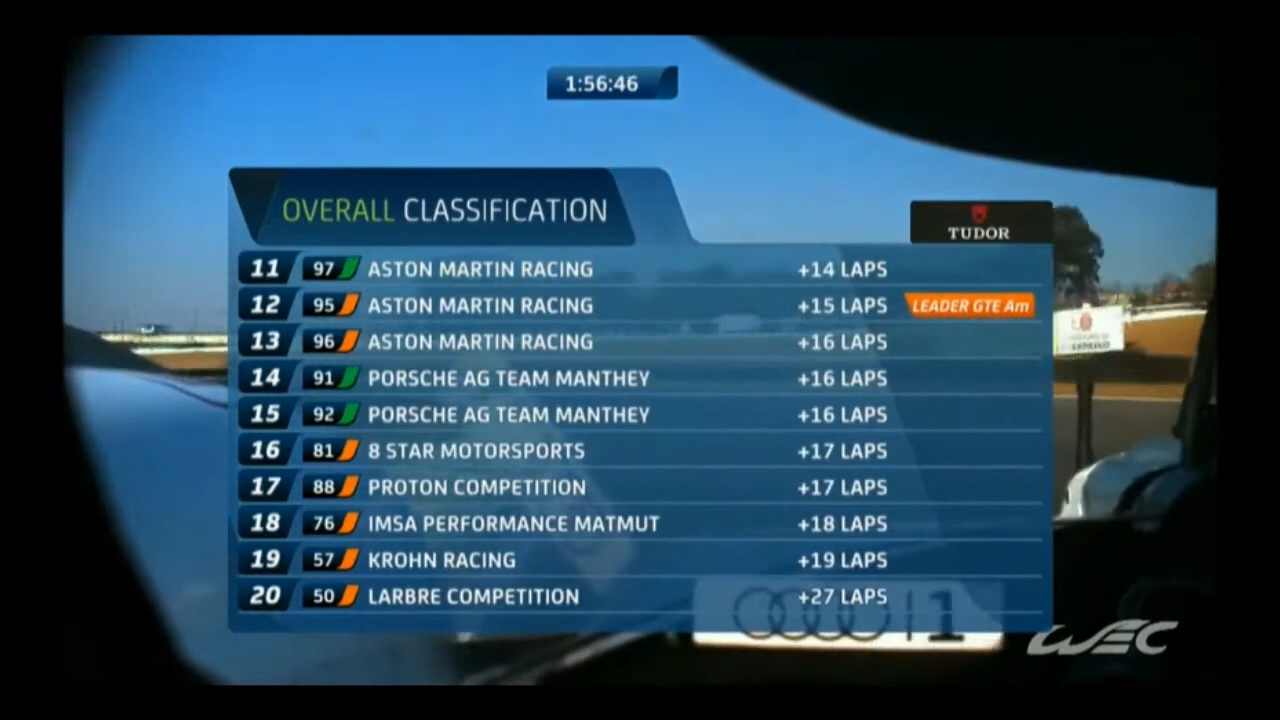 1:56:46
OVERALL CLASSIFICATION
TUDOR
11 97 ASTON MARTIN RACING +14 LAPS
12 95 ASTON MARTIN RACING +15 LAPS LEADER GTE Am
13 96 ASTON MARTIN RACING +16 LAPS
14 91 PORSCHE AG TEAM MANTHEY +16 LAPS
15 92 PORSCHE AG TEAM MANTHEY +16 LAPS
16 81 8 STAR MOTORSPORTS +17 LAPS
17 88 PROTON COMPETITION +17 LAPS
18 76 IMSA PERFORMANCE MATMUT +18 LAPS
19 57 KROHN RACING +19 LAPS
20 50 LARBRE COMPETITION +27 LAPS
1
WEC